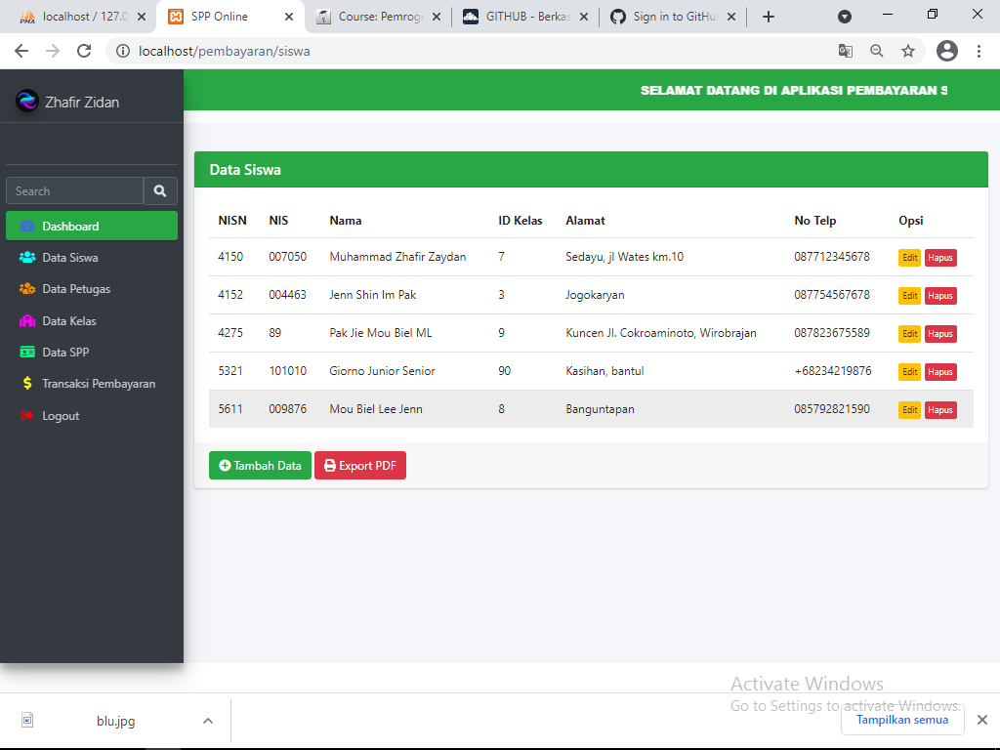 localhost / 127.0
SPP Online
Course: Pemrogr
GITHUB - Berkas
Sign in to GitHub
localhost/pembayaran/siswa
Zhafir Zidan
SELAMAT DATANG DI APLIKASI PEMBAYARAN S
Search
Dashboard
Data Siswa
Data Petugas
Data Kelas
Data SPP
Transaksi Pembayaran
Logout
Data Siswa
NISN NIS Nama ID Kelas Alamat No Telp Opsi
4150 007050 Muhammad Zhafir Zaydan 7 Sedayu, jl Wates km.10 087712345678 Edit Hapus
4152 004463 Jenn Shin Im Pak 3 Jogokaryan 087754567678 Edit Hapus
4275 89 Pak Jie Mou Biel ML 9 Kuncen Jl. Cokroaminoto, Wirobrajan 087823675589 Edit Hapus
5321 101010 Giorno Junior Senior 90 Kasihan, bantul +68234219876 Edit Hapus
5611 009876 Mou Biel Lee Jenn 8 Banguntapan 085792821590 Edit Hapus
Tambah Data Export PDF
Activate Windows
Go to Settings to activate Windows.
blu.jpg
Tampilkan semua